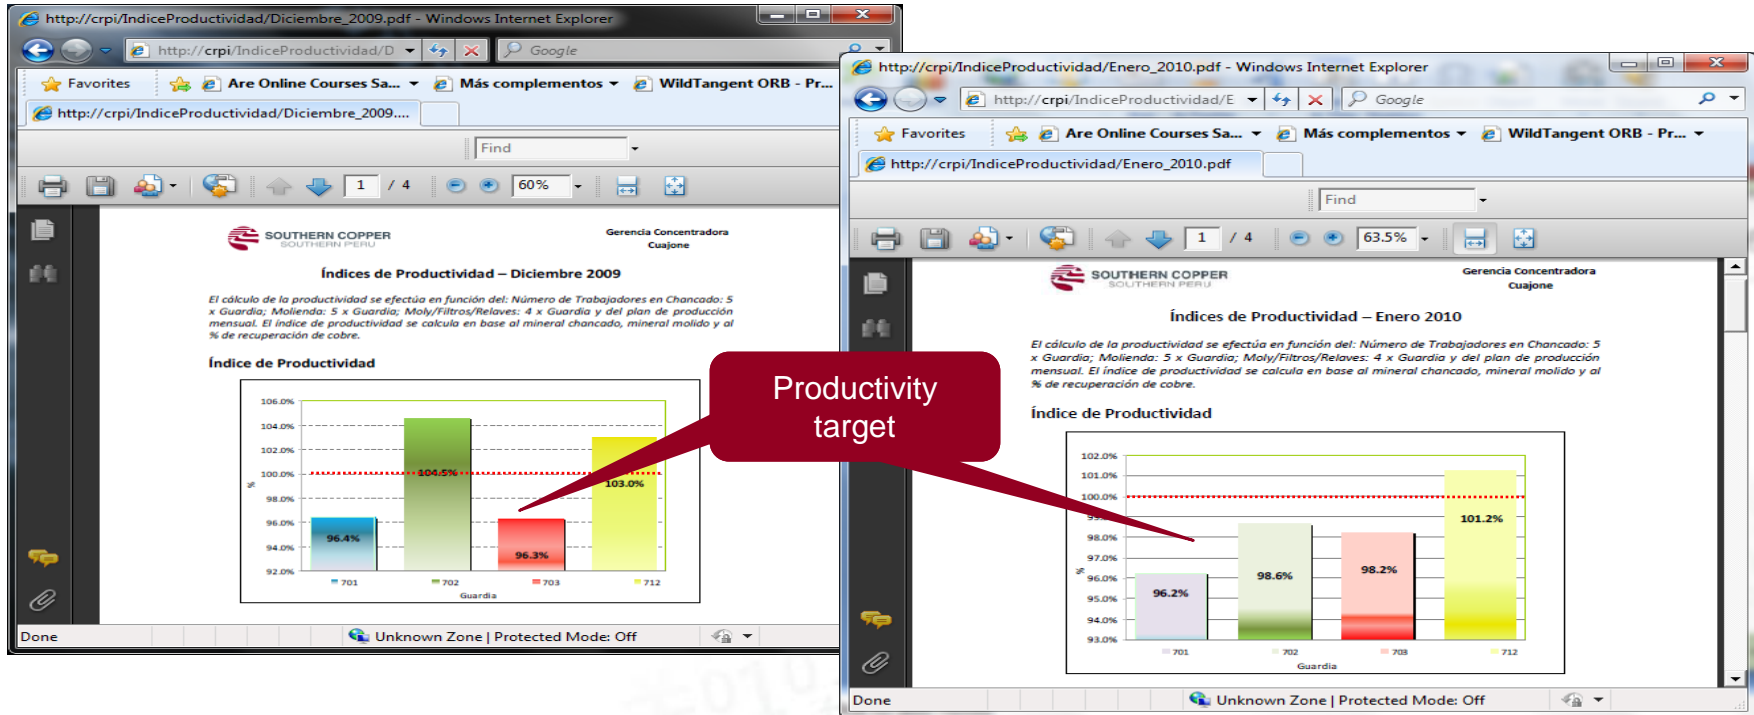 http://crpi/IndiceProductividad/Diciembre_2009.pdf - Windows Internet Explorer
http://crpi/IndiceProductividad/D
Google
Favorites
Are Online Courses Sa...
Más complementos
WildTangent ORB - Pr...
http://crpi/IndiceProductividad/Diciembre_2009....
Find
1 / 4
60%
SOUTHERN COPPER
SOUTHERN PERU
Gerencia Concentradora
Cuajone
Índices de Productividad – Diciembre 2009
El cálculo de la productividad se efectúa en función del: Número de Trabajadores en Chancado: 5
x Guardia; Molienda: 5 x Guardia; Moly/Filtros/Relaves: 4 x Guardia y del plan de producción
mensual. El índice de productividad se calcula en base al mineral chancado, mineral molido y al
% de recuperación de cobre.
Índice de Productividad
106.0%
104.0%
102.0%
100.0%
98.0%
96.0%
94.0%
92.0%
%
96.4%
104.5%
96.3%
103.0%
701
702
703
712
Guardia
Done
Unknown Zone | Protected Mode: Off
Productivity
target
http://crpi/IndiceProductividad/Enero_2010.pdf - Windows Internet Explorer
http://crpi/IndiceProductividad/E
Google
Favorites
Are Online Courses Sa...
Más complementos
WildTangent ORB - Pr...
http://crpi/IndiceProductividad/Enero_2010.pdf
Find
1 / 4
63.5%
SOUTHERN COPPER
SOUTHERN PERU
Gerencia Concentradora
Cuajone
Índices de Productividad – Enero 2010
El cálculo de la productividad se efectúa en función del: Número de Trabajadores en Chancado: 5
x Guardia; Molienda: 5 x Guardia; Moly/Filtros/Relaves: 4 x Guardia y del plan de producción
mensual. El índice de productividad se calcula en base al mineral chancado, mineral molido y al
% de recuperación de cobre.
Índice de Productividad
102.0%
101.0%
100.0%
98.0%
97.0%
96.0%
95.0%
94.0%
93.0%
%
96.2%
98.6%
98.2%
101.2%
701
702
703
712
Guardia
Done
Unknown Zone | Protected Mode: Off